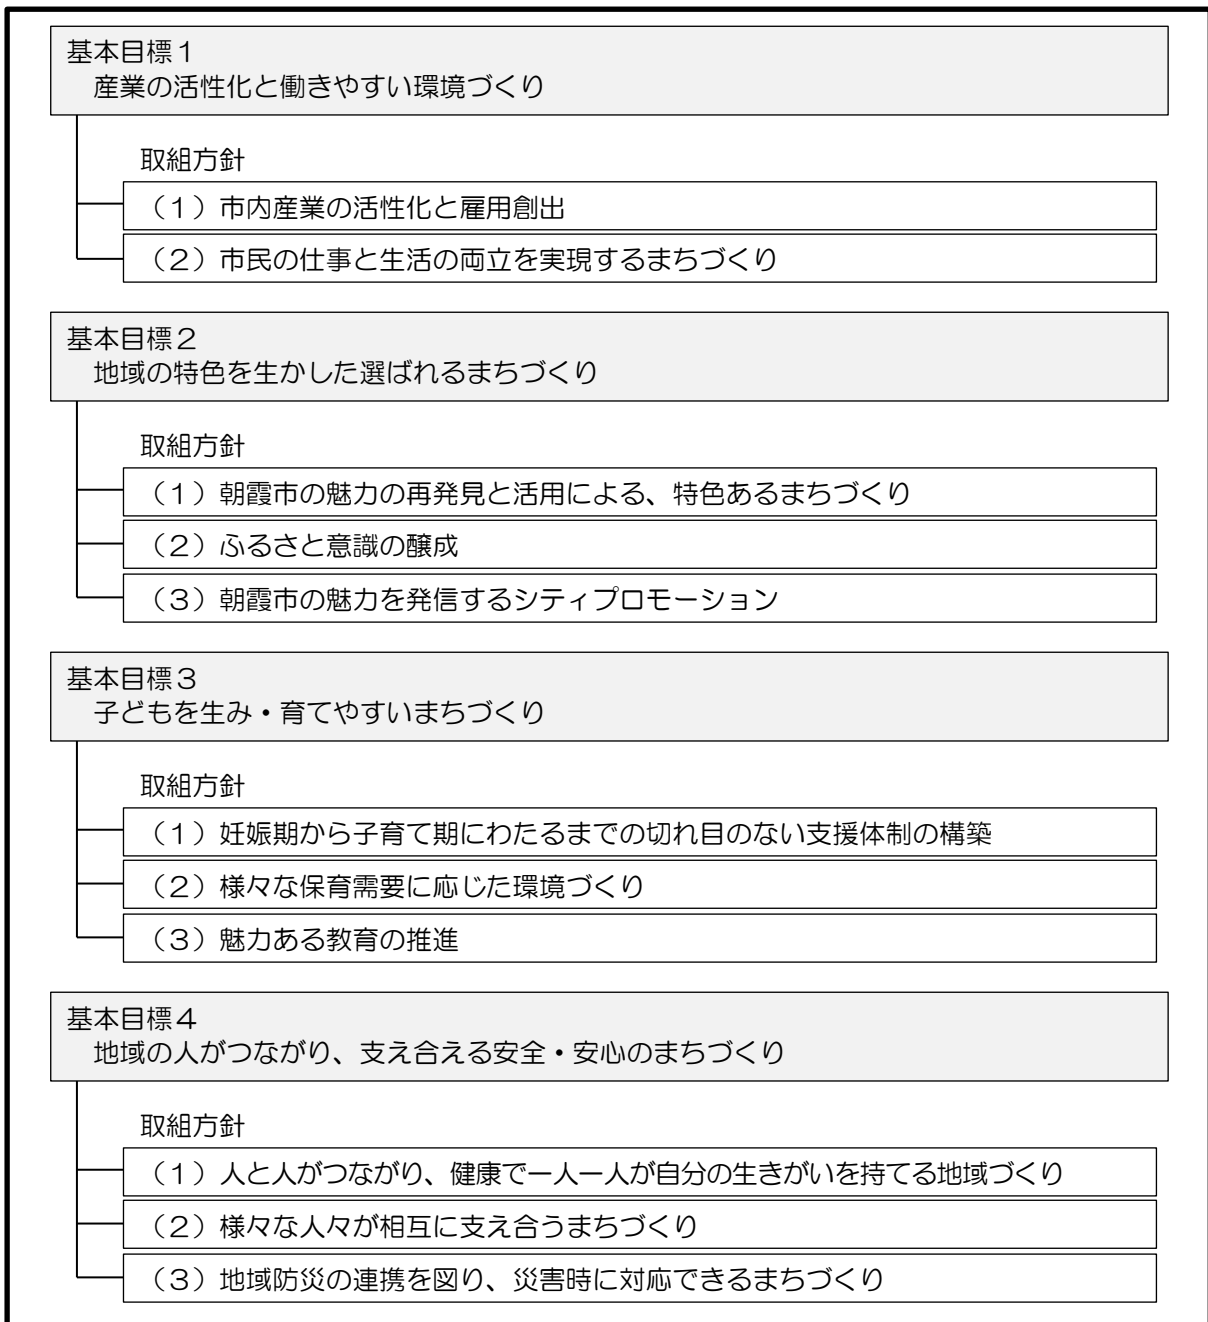 基本目標１
産業の活性化と働きやすい環境づくり
取組方針
（１）市内産業の活性化と雇用創出
（２）市民の仕事と生活の両立を実現するまちづくり
基本目標２
地域の特色を生かした選ばれるまちづくり
取組方針
（１）朝霞市の魅力の再発見と活用による、特色あるまちづくり
（２）ふるさと意識の醸成
（３）朝霞市の魅力を発信するシティプロモーション
基本目標３
子どもを生み・育てやすいまちづくり
取組方針
（１）妊娠期から子育て期にわたるまでの切れ目のない支援体制の構築
（２）様々な保育需要に応じた環境づくり
（３）魅力ある教育の推進
基本目標４
地域の人がつながり、支え合える安全・安心のまちづくり
取組方針
（１）人と人がつながり、健康で一人一人が自分の生きがいを持てる地域づくり
（２）様々な人々が相互に支え合うまちづくり
（３）地域防災の連携を図り、災害時に対応できるまちづくり